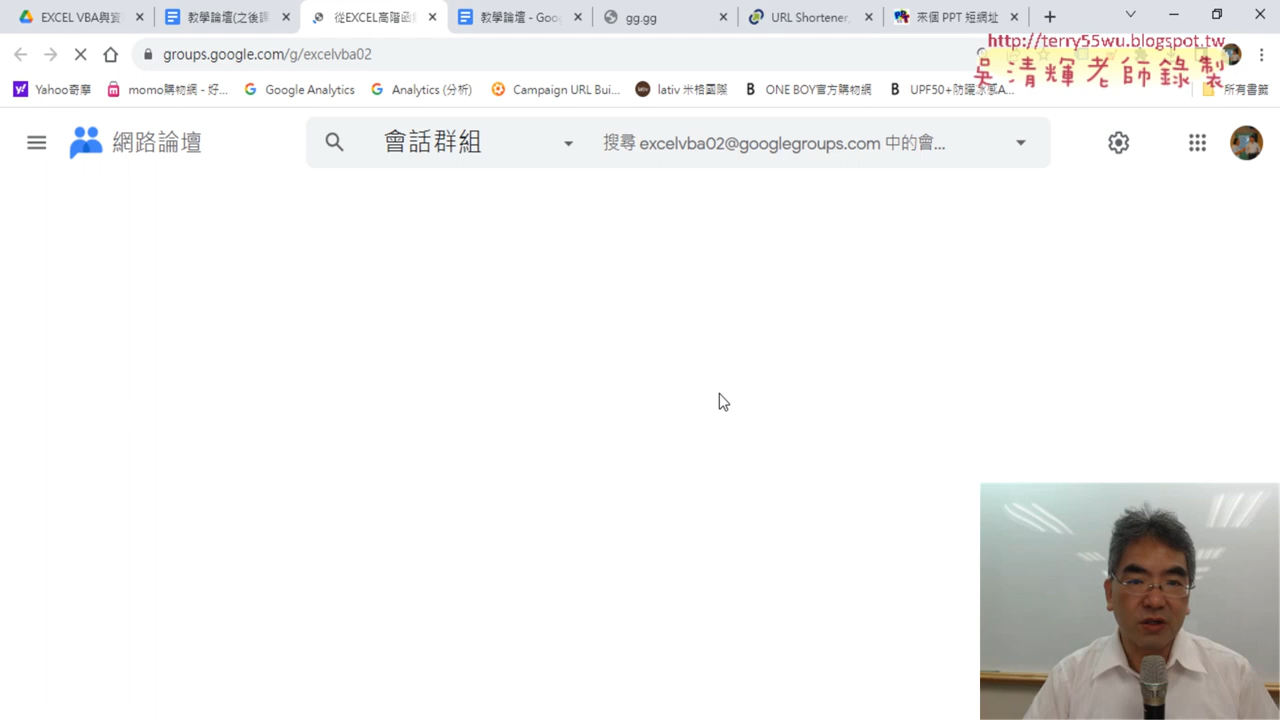 EXCEL VBA與資
教學論壇(之後課
從EXCEL高階函
教學論壇 - Goo
gg.gg
URL Shortener,
來個 PPT 短網址
groups.google.com/g/excelvba02
http://terry55wu.blogspot.tw
吳清輝老師錄製
Yahoo奇摩
momo購物網 - 好...
Google Analytics
Analytics (分析)
Campaign URL Bui...
lativ 米格國際
ONE BOY官方購物網
UPF50+防曬冰感A...
所有書籤
網路論壇
會話群組
搜尋 excelvba02@googlegroups.com 中的會...